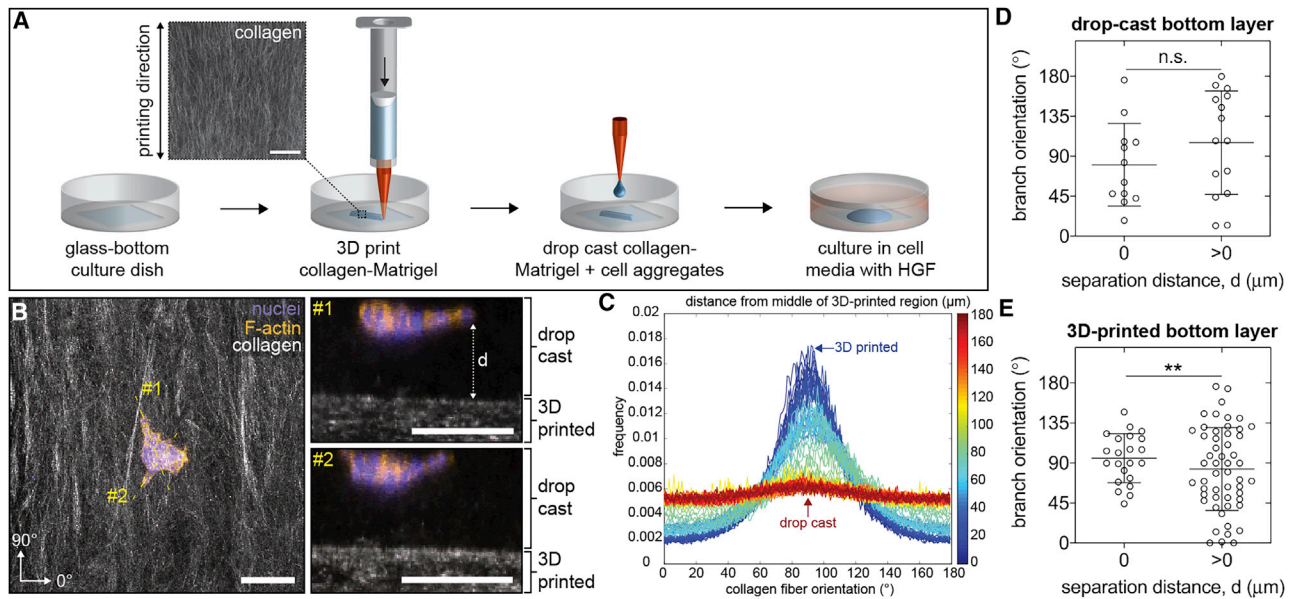 A
printing direction
collagen
glass-bottom
culture dish
3D print
collagen-Matrigel
drop cast collagen-
Matrigel + cell aggregates
culture in cell
media with HGF
B
nuclei
F-actin
collagen
#1
#2
90°
0°
#1
d
drop
cast
3D
printed
#2
drop
cast
3D
printed
C
distance from middle of 3D-printed region (µm)
frequency
0.02
0.018
0.016
0.014
0.012
0.01
0.008
0.006
0.004
0.002
0
3D printed
drop cast
0 20 40 60 80 100 120 140 160 180
collagen fiber orientation (°)
180
160
140
120
100
80
60
40
20
0
D
drop-cast bottom layer
n.s.
branch orientation (°)
180
135
90
45
0
0 >0
separation distance, d (µm)
E
3D-printed bottom layer
**
branch orientation (°)
180
135
90
45
0
0 >0
separation distance, d (µm)